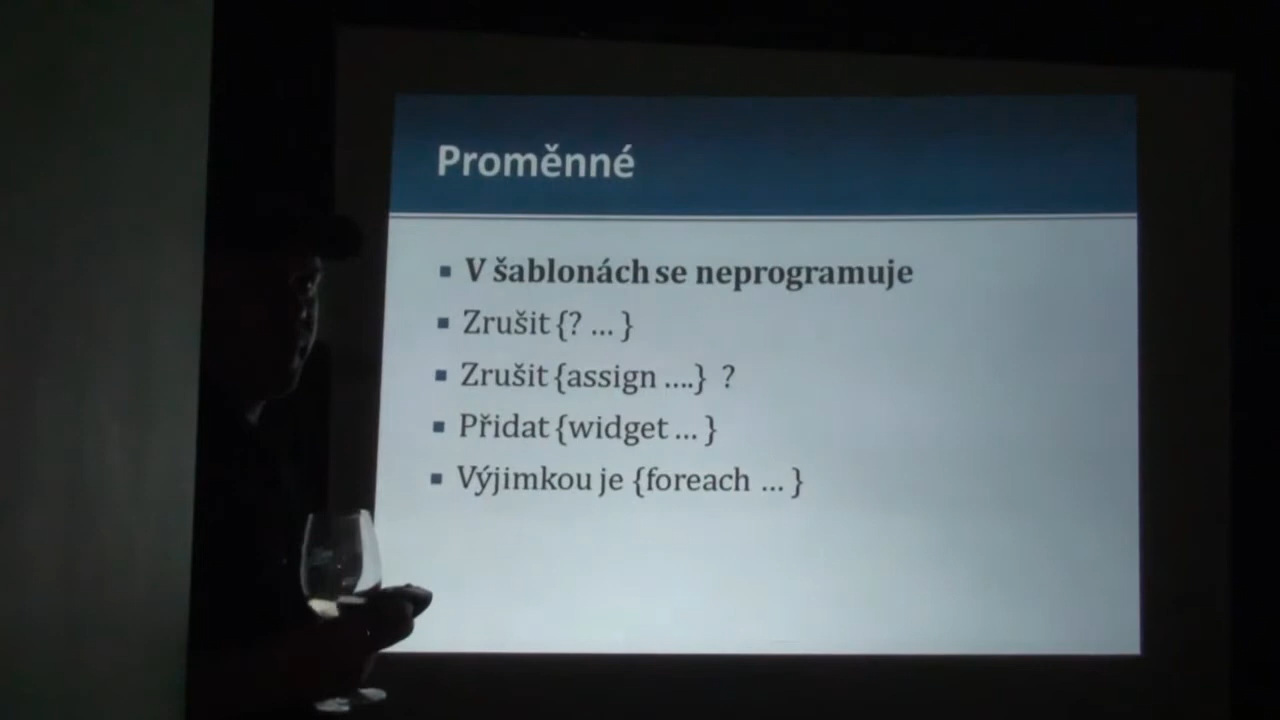 Proměnné
V šablonách se neprogramuje
Zrušit {? ... }
Zrušit {assign ....} ?
Přidat {widget ... }
Výjimkou je {foreach ... }